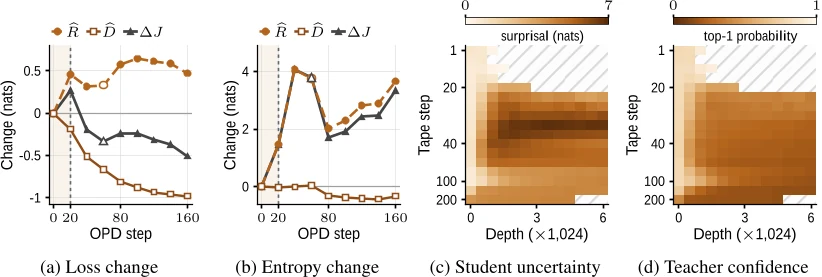 R̂ D̂ ΔJ
R̂ D̂ ΔJ
0 7
surprisal (nats)
0 1
top-1 probability
Change (nats)
0.5
0
-0.5
-1
0 20 80 160
OPD step
Change (nats)
4
2
0
0 20 80 160
OPD step
Tape step
1
20
40
100
200
0 3 6
Depth (×1,024)
Tape step
1
20
40
100
200
0 3 6
Depth (×1,024)
(a) Loss change
(b) Entropy change
(c) Student uncertainty
(d) Teacher confidence